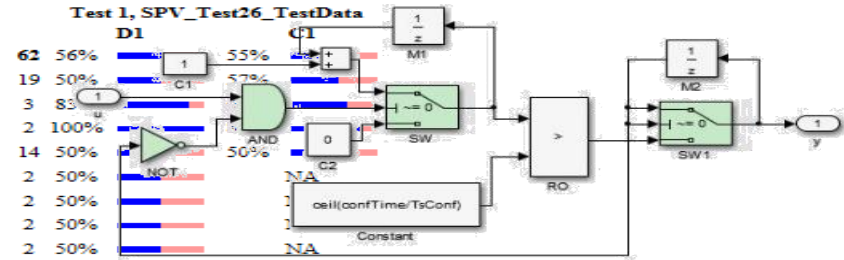 Test 1, SPV_Test26_TestData
D1 C1
62 56% 55%
1
C1
+
+
1
z
M1
19 50% 57%
1
u
3
AND
~= 0
SW
1
z
M2
2 100%
0
C2
>
RO
~= 0
SW1
1
y
14 50% 50%
NOT
2 50% NA
2 50%
ceil(confTime/TsConf)
Constant
2 50%
2 50% NA